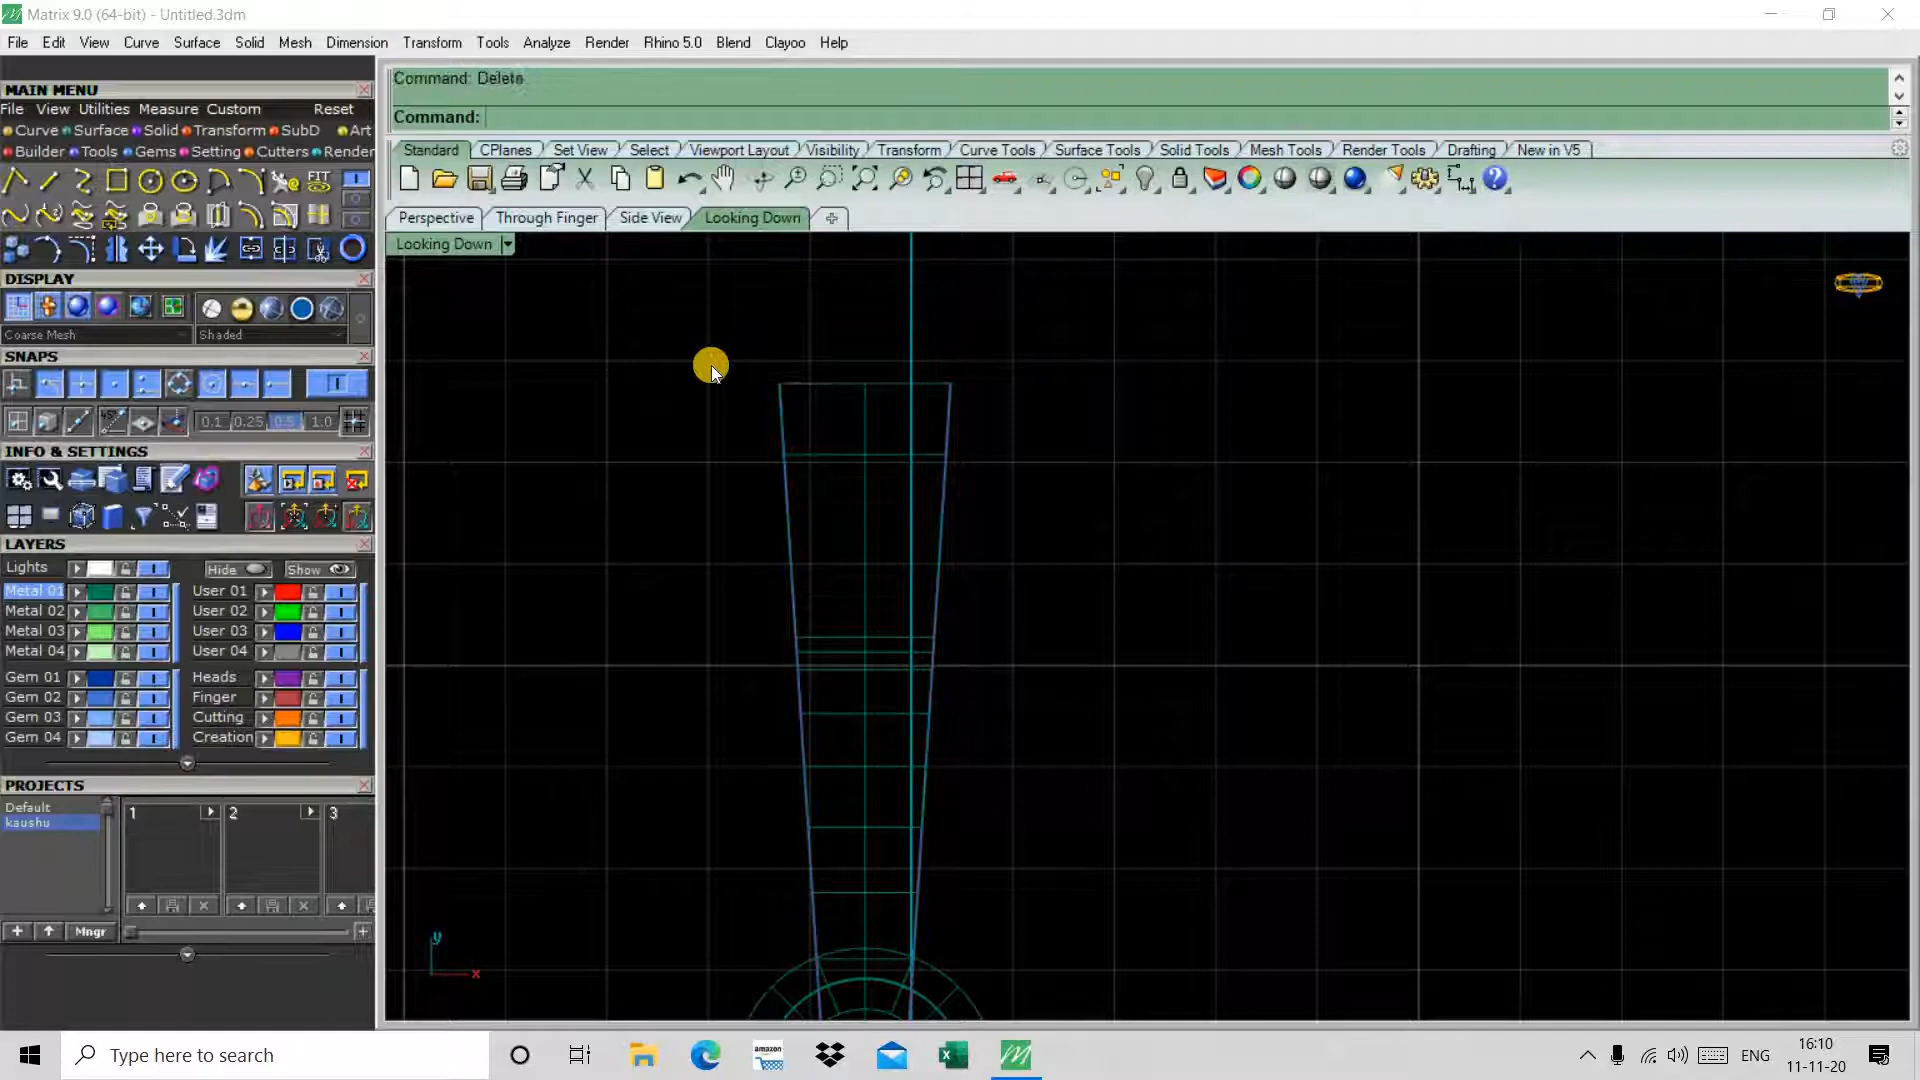 Matrix 9.0 (64-bit) - Untitled.3dm
File Edit View Curve Surface Solid Mesh Dimension Transform Tools Analyze Render Rhino 5.0 Blend Clayoo Help
MAIN MENU
File View Utilities Measure Custom Reset
Curve Surface Solid Transform SubD Art
Builder Tools Gems Setting Cutters Render
FIT
DISPLAY
Coarse Mesh Shaded
SNAPS
0.1 0.25 0.5 1.0
INFO & SETTINGS
LAYERS
Lights Hide Show
Metal 01 User 01
Metal 02 User 02
Metal 03 User 03
Metal 04 User 04
Gem 01 Heads
Gem 02 Finger
Gem 03 Cutting
Gem 04 Creation
PROJECTS
Default
kaushu
1 2 3
Mngr
Command: Delete
Command:
Standard CPlanes Set View Select Viewport Layout Visibility Transform Curve Tools Surface Tools Solid Tools Mesh Tools Render Tools Drafting New in V5
Perspective Through Finger Side View Looking Down
Looking Down
y
x
Type here to search
amazon
ENG
16:10
11-11-20